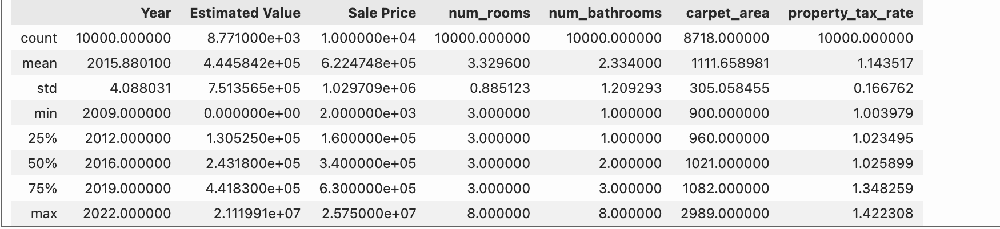 Year Estimated Value Sale Price num_rooms num_bathrooms carpet_area property_tax_rate
count 10000.000000 8.771000e+03 1.000000e+04 10000.000000 10000.000000 8718.000000 10000.000000
mean 2015.880100 4.445842e+05 6.224748e+05 3.329600 2.334000 1111.658981 1.143517
std 4.088031 7.513565e+05 1.029709e+06 0.885123 1.209293 305.058455 0.166762
min 2009.000000 0.000000e+00 2.000000e+03 3.000000 1.000000 900.000000 1.003979
25% 2012.000000 1.305250e+05 1.600000e+05 3.000000 1.000000 960.000000 1.023495
50% 2016.000000 2.431800e+05 3.400000e+05 3.000000 2.000000 1021.000000 1.025899
75% 2019.000000 4.418300e+05 6.300000e+05 3.000000 3.000000 1082.000000 1.348259
max 2022.000000 2.111991e+07 2.575000e+07 8.000000 8.000000 2989.000000 1.422308